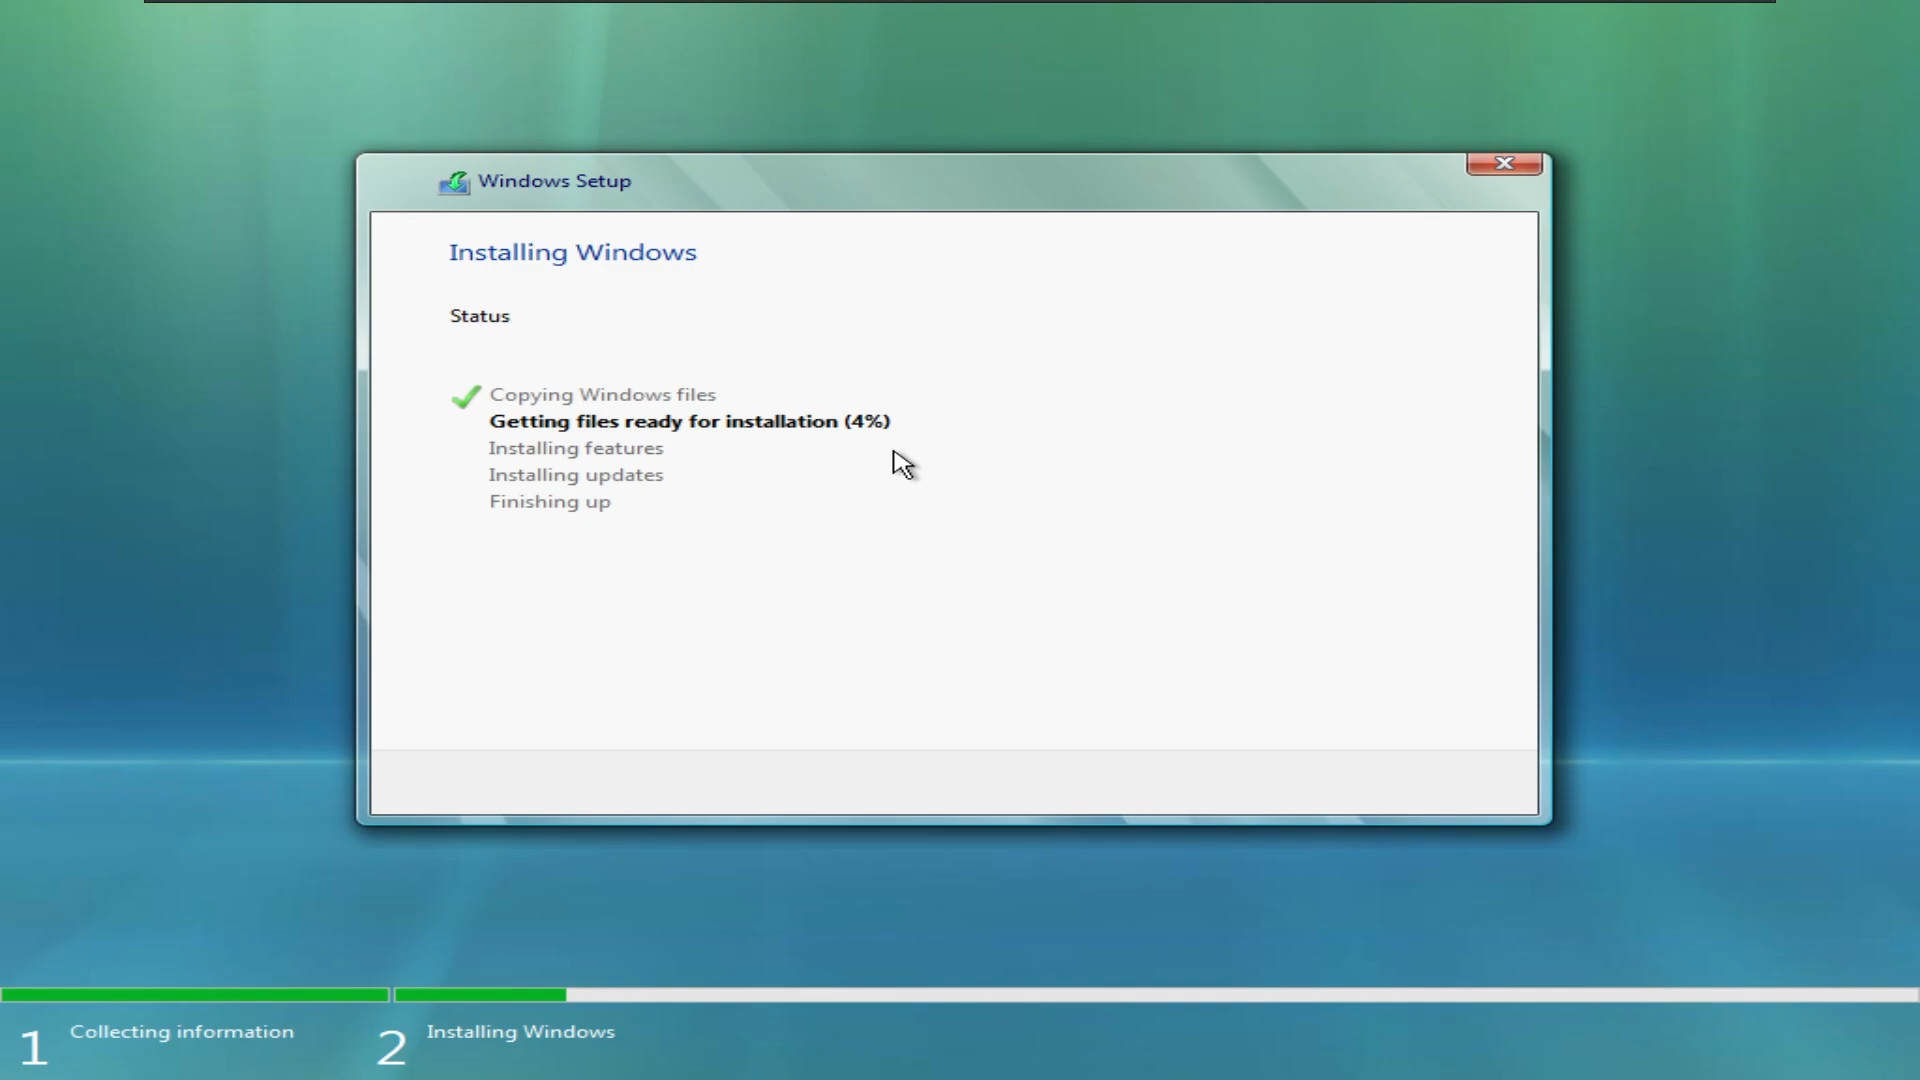 Windows Setup
Installing Windows
Status
Copying Windows files
Getting files ready for installation (4%)
Installing features
Installing updates
Finishing up
1 Collecting information
2 Installing Windows